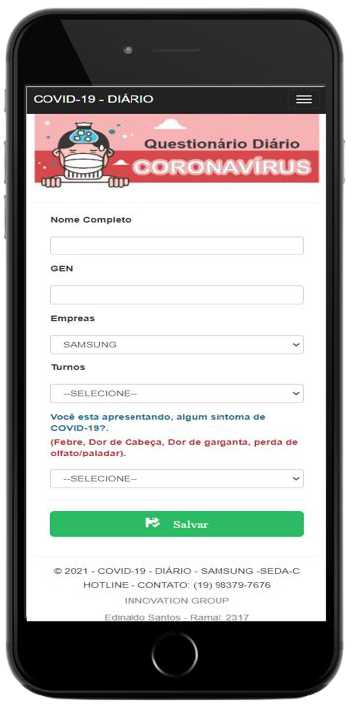 COVID-19 - DIÁRIO
Questionário Diário
CORONAVÍRUS
Nome Completo
GEN
Empreas
SAMSUNG
Turnos
--SELECIONE--
Você esta apresentando, algum sintoma de
COVID-19?.
(Febre, Dor de Cabeça, Dor de garganta, perda de
olfato/paladar).
--SELECIONE--
Salvar
© 2021 - COVID-19 - DIÁRIO - SAMSUNG -SEDA-C
HOTLINE - CONTATO: (19) 98379-7676
INNOVATION GROUP
Edinaldo Santos - Ramal: 2317